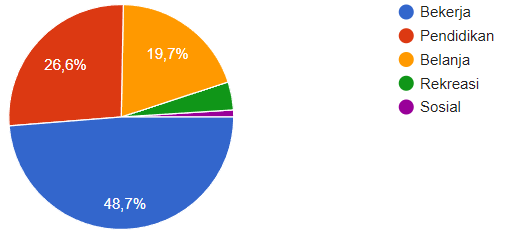 26,6%
19,7%
48,7%
Bekerja
Pendidikan
Belanja
Rekreasi
Sosial